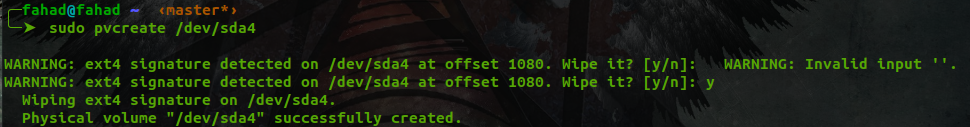 fahad@fahad ~ ‹master*›
➤ sudo pvcreate /dev/sda4
WARNING: ext4 signature detected on /dev/sda4 at offset 1080. Wipe it? [y/n]:   WARNING: Invalid input ''.
WARNING: ext4 signature detected on /dev/sda4 at offset 1080. Wipe it? [y/n]: y
  Wiping ext4 signature on /dev/sda4.
  Physical volume "/dev/sda4" successfully created.